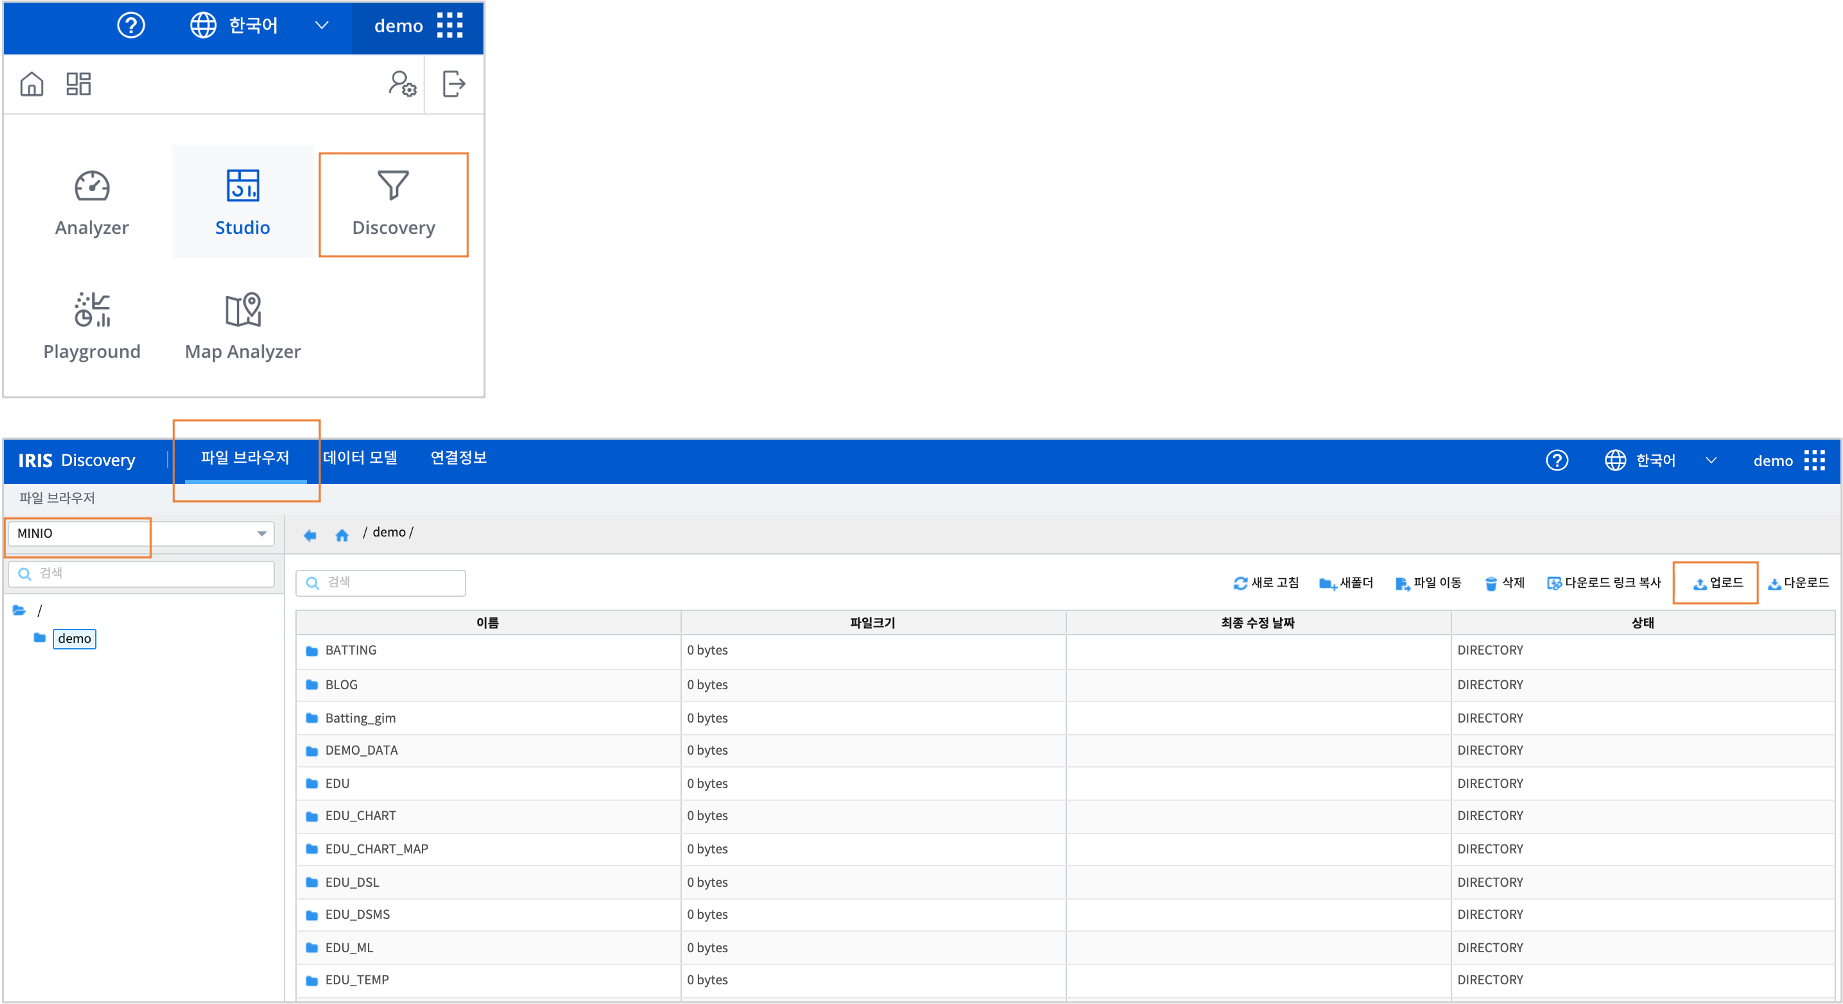 한국어 demo
Analyzer Studio Discovery
Playground Map Analyzer
IRIS Discovery 파일 브라우저 데이터 모델 연결정보 한국어 demo
파일 브라우저
MINIO / demo /
검색
검색 새로 고침 새폴더 파일 이동 삭제 다운로드 링크 복사 업로드 다운로드
/
demo
이름 파일크기 최종 수정 날짜 상태
BATTING 0 bytes DIRECTORY
BLOG 0 bytes DIRECTORY
Batting_gim 0 bytes DIRECTORY
DEMO_DATA 0 bytes DIRECTORY
EDU 0 bytes DIRECTORY
EDU_CHART 0 bytes DIRECTORY
EDU_CHART_MAP 0 bytes DIRECTORY
EDU_DSL 0 bytes DIRECTORY
EDU_DSMS 0 bytes DIRECTORY
EDU_ML 0 bytes DIRECTORY
EDU_TEMP 0 bytes DIRECTORY